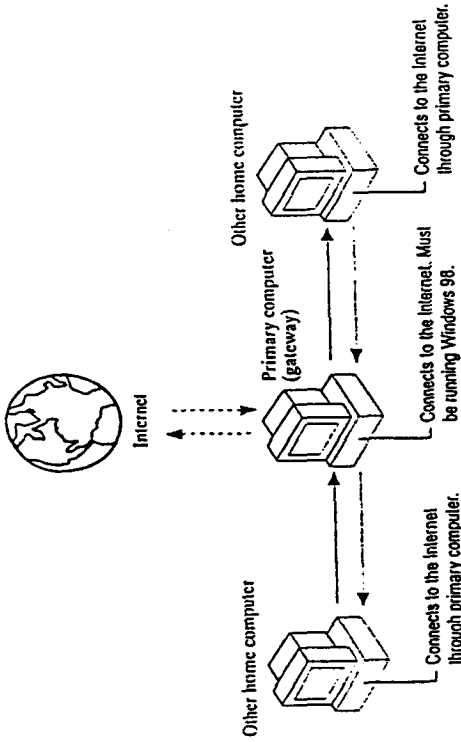 Internet
Other home computer
Primary computer
(gateway)
Other home computer
Connects to the Internet
through primary computer.
Connects to the Internet. Must
be running Windows 98.
Connects to the Internet
through primary computer.